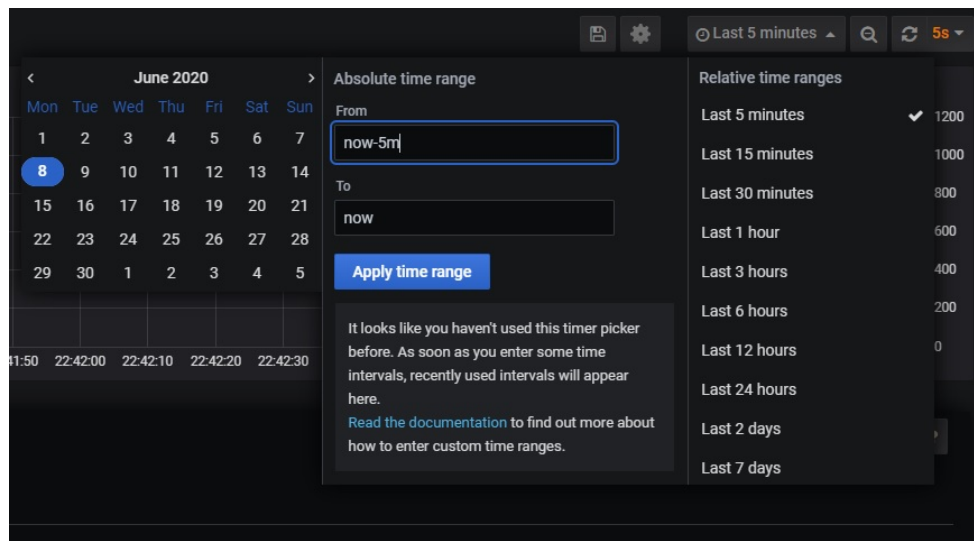 Last 5 minutes
5s
June 2020
Mon Tue Wed Thu Fri Sat Sun
1 2 3 4 5 6 7
8 9 10 11 12 13 14
15 16 17 18 19 20 21
22 23 24 25 26 27 28
29 30 1 2 3 4 5
Absolute time range
From
now-5m
To
now
Apply time range
It looks like you haven't used this timer picker
before. As soon as you enter some time
intervals, recently used intervals will appear
here.
Read the documentation to find out more about
how to enter custom time ranges.
Relative time ranges
Last 5 minutes
Last 15 minutes
Last 30 minutes
Last 1 hour
Last 3 hours
Last 6 hours
Last 12 hours
Last 24 hours
Last 2 days
Last 7 days
1200
1000
800
600
400
200
0
41:50 22:42:00 22:42:10 22:42:20 22:42:30